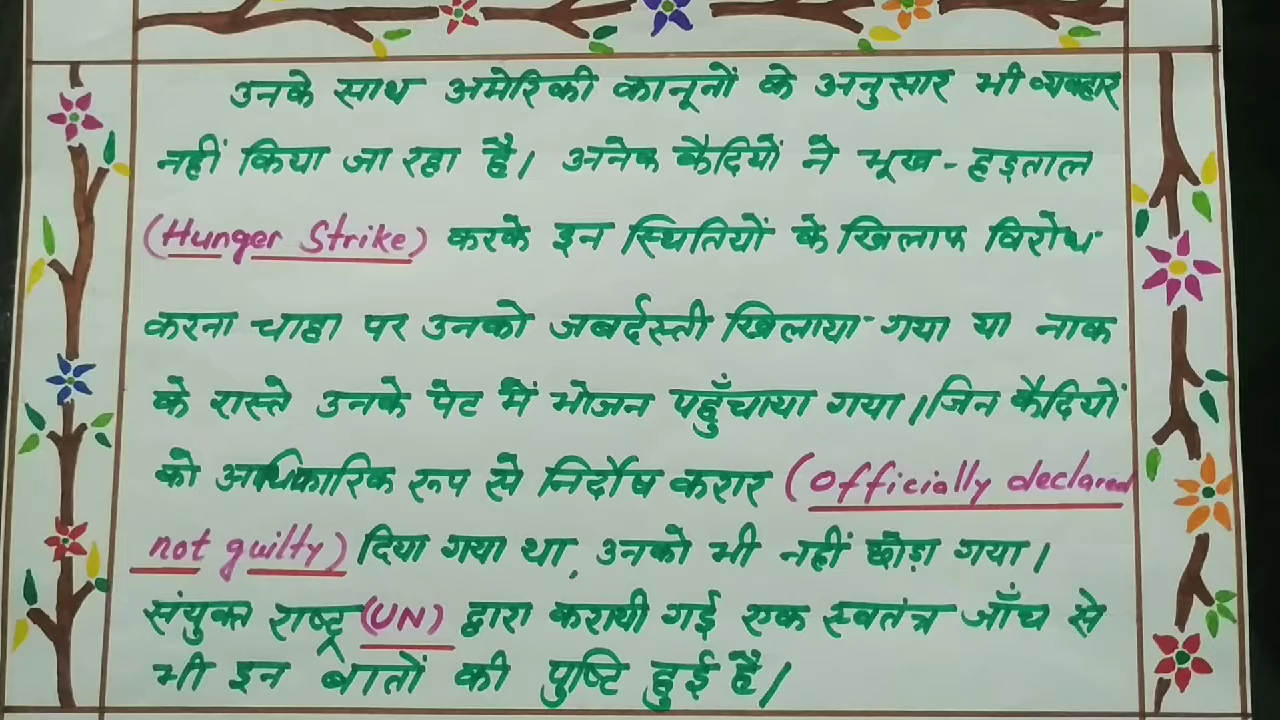 उनके साथ अमेरिकी कानूनों के अनुसार भी व्यवहार
नहीं किया जा रहा है। अनेक कैदियों ने भूख-हड़ताल
(Hunger Strike) करके इन स्थितियों के खिलाफ विरोध
करना चाहा पर उनको जबर्दस्ती खिलाया गया या नाक
के रास्ते उनके पेट में भोजन पहुँचाया गया। जिन कैदियों
को आधिकारिक रूप से निर्दोष करार (Officially declared
not guilty) दिया गया था, उनको भी नहीं छोड़ा गया।
संयुक्त राष्ट्र (UN) द्वारा करायी गई एक स्वतंत्र जाँच से
भी इन बातों की पुष्टि हुई है।